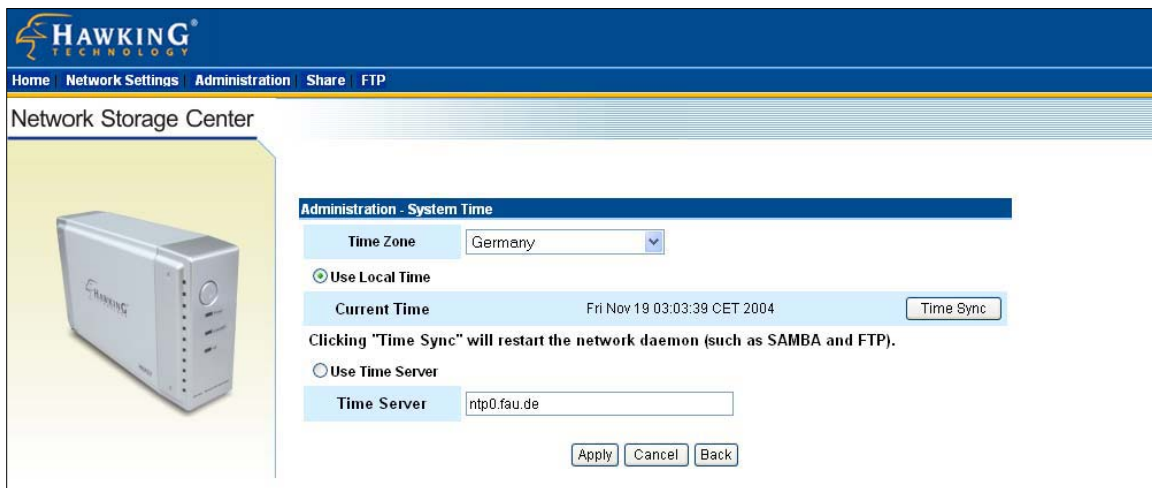 HAWKING®
TECHNOLOGY
Home Network Settings Administration Share FTP
Network Storage Center
HAWKING
Administration - System Time
Time Zone Germany
Use Local Time
Current Time Fri Nov 19 03:03:39 CET 2004 Time Sync
Clicking "Time Sync" will restart the network daemon (such as SAMBA and FTP).
Use Time Server
Time Server ntp0.fau.de
Apply Cancel Back